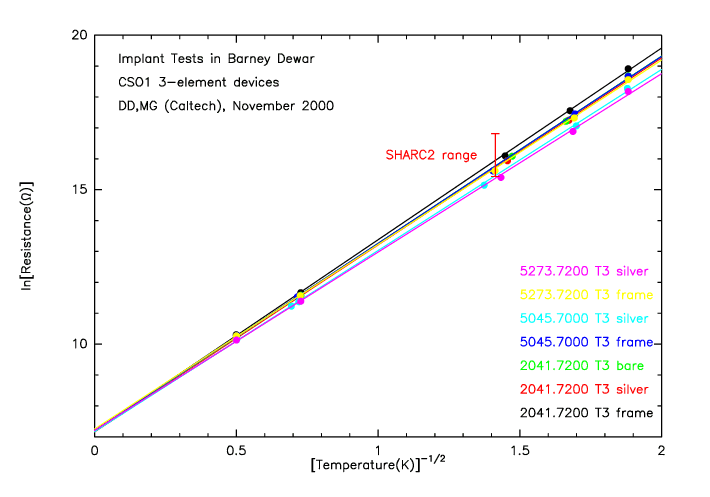 20
Implant Tests in Barney Dewar
CSO1 3-element devices
DD,MG (Caltech), November 2000
SHARC2 range
15
ln[Resistance(Ω)]
5273.7200 T3 silver
5273.7200 T3 frame
5045.7000 T3 silver
5045.7000 T3 frame
2041.7200 T3 bare
2041.7200 T3 silver
2041.7200 T3 frame
10
0 0.5 1 1.5 2
[Temperature(K)]^-1/2